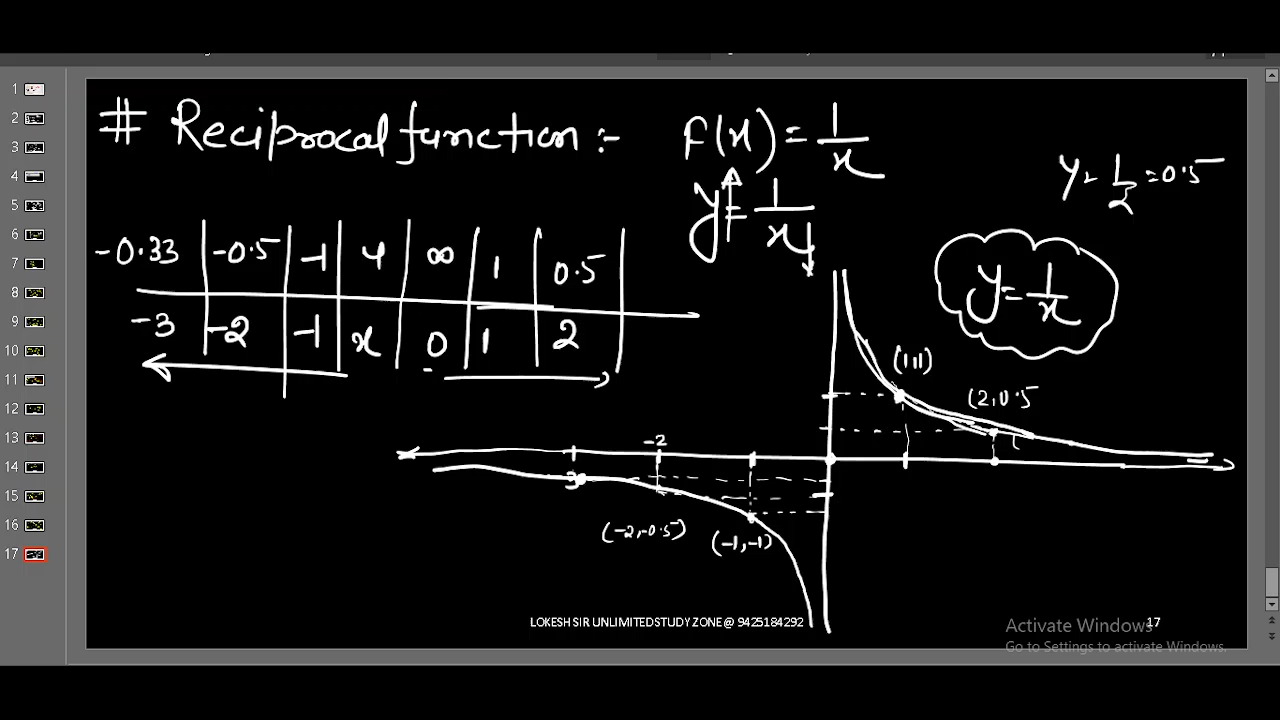 # Reciprocal function :- F(x) = 1/x
y = 1/x
y = 1/2 = 0.5
-0.33 | -0.5 | -1 | y | ∞ | 1 | 0.5
-3 | -2 | -1 | x | 0 | 1 | 2
y = 1/x
(1,1)
(2,0.5
-2
-3
(-2,-0.5)
(-1,-1)
LOKESH SIR UNLIMITED STUDY ZONE @ 9425184292
17
Activate Windows
Go to Settings to activate Windows.
1
2
3
4
5
6
7
8
9
10
11
12
13
14
15
16
17